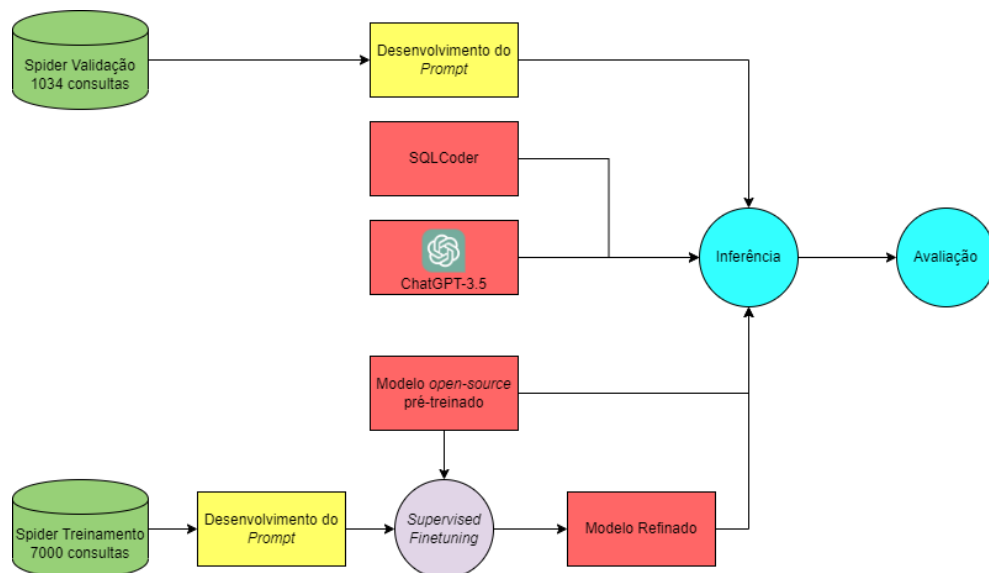 Spider Validação
1034 consultas
Desenvolvimento do
Prompt
SQLCoder
ChatGPT-3.5
Inferência
Avaliação
Modelo open-source
pré-treinado
Spider Treinamento
7000 consultas
Desenvolvimento do
Prompt
Supervised
Finetuning
Modelo Refinado